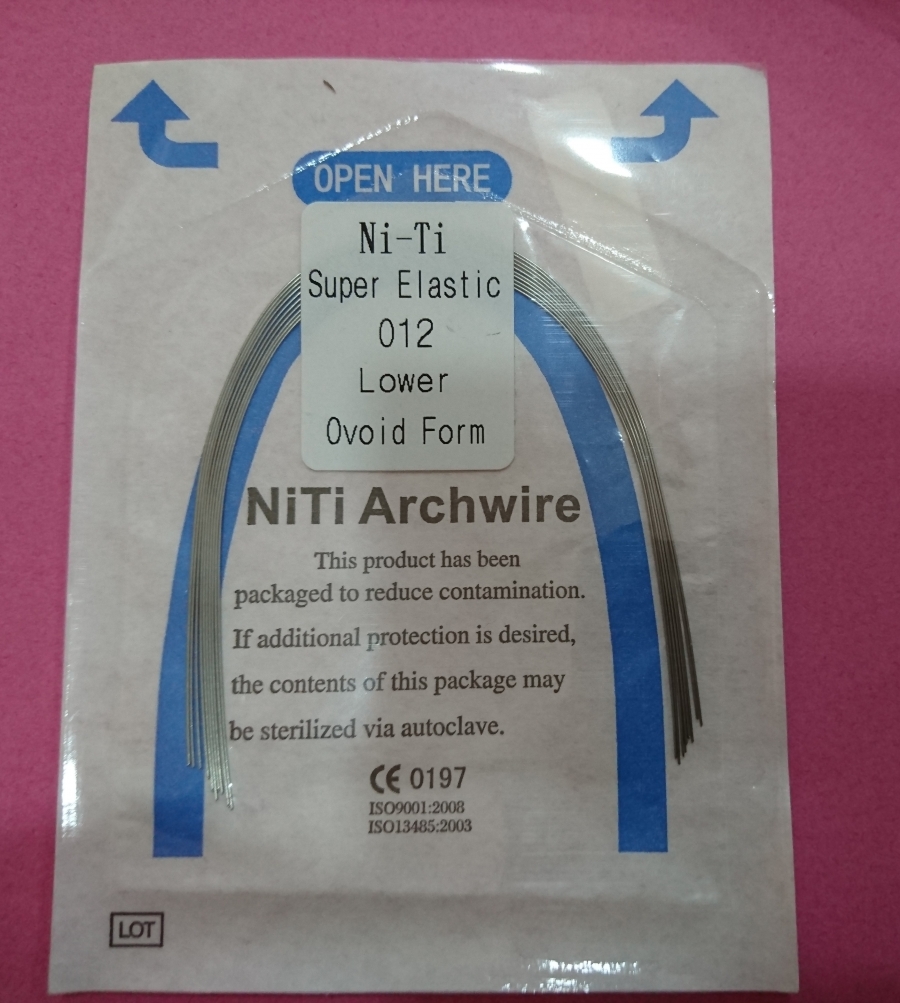 OPEN HERE
Ni-Ti
Super Elastic
012
Lower
Ovoid Form
NiTi Archwire
This product has been
packaged to reduce contamination.
If additional protection is desired,
the contents of this package may
be sterilized via autoclave.
CE 0197
ISO9001:2008
ISO13485:2003
LOT